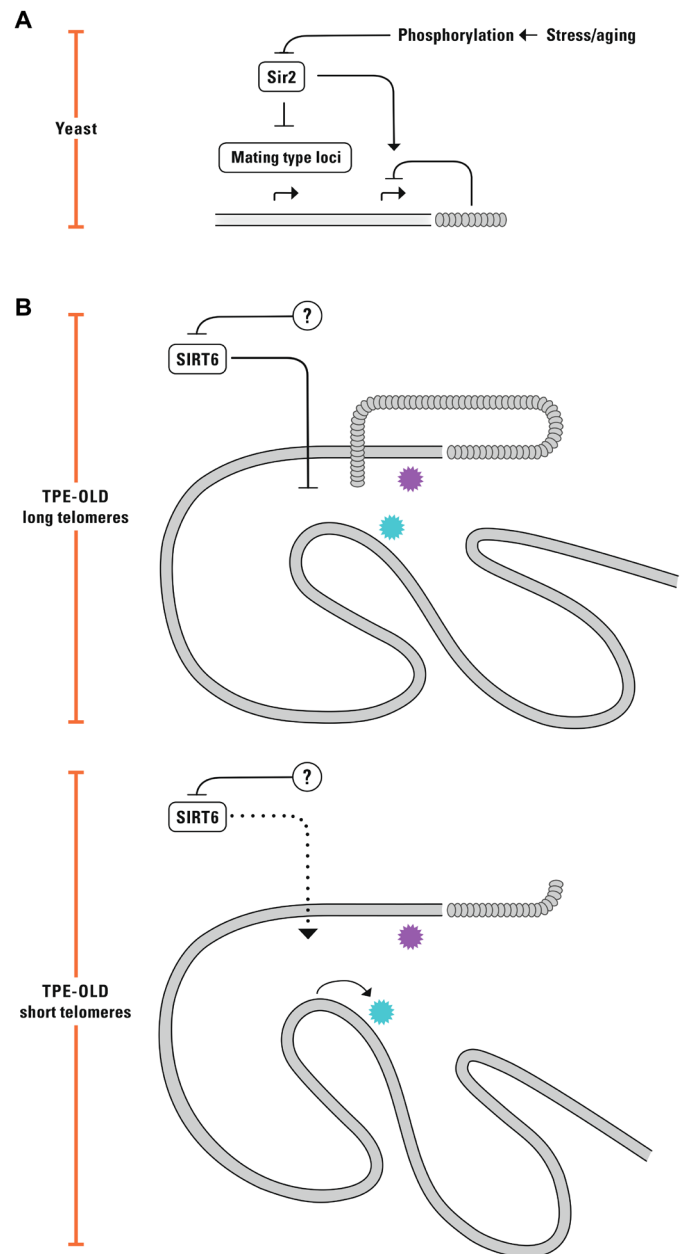 A
Phosphorylation Stress/aging
Sir2
Yeast
Mating type loci
B
?
SIRT6
TPE-OLD
long telomeres
?
SIRT6
TPE-OLD
short telomeres